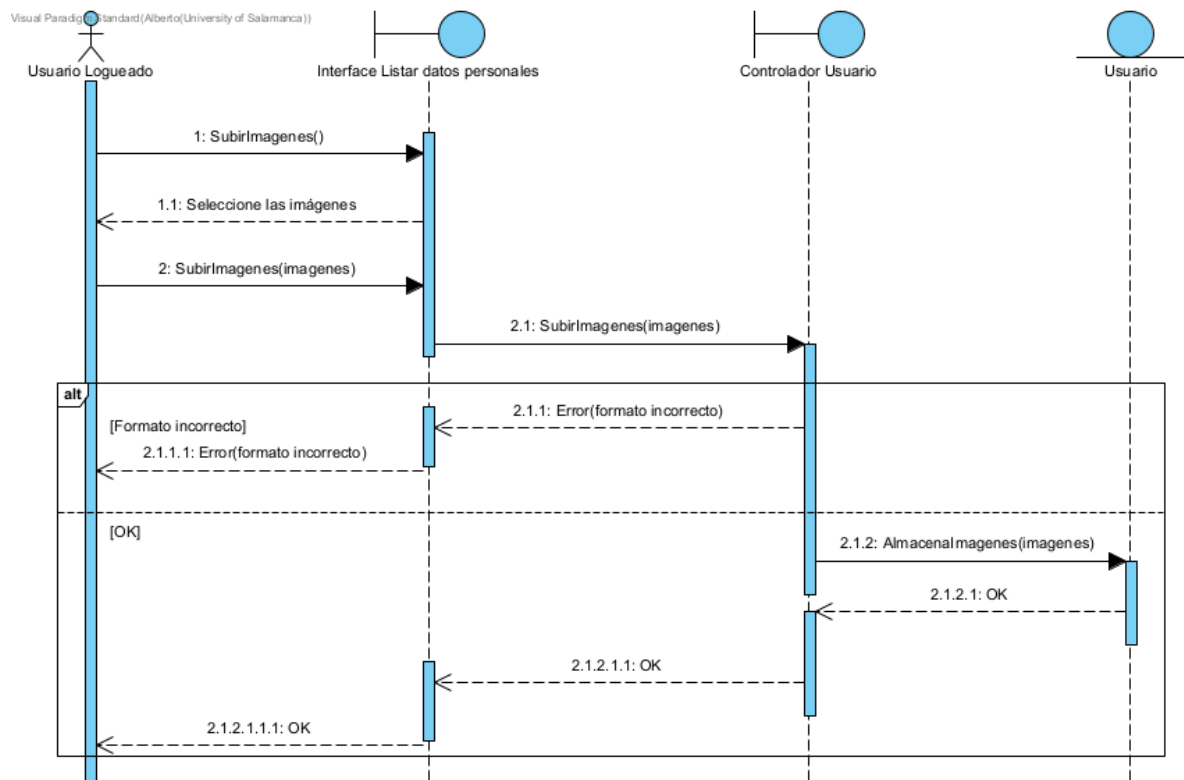 Visual Paradigm Standard(Alberto(University of Salamanca))
Usuario Logueado
Interface Listar datos personales
Controlador Usuario
Usuario
1: SubirImagenes()
1.1: Seleccione las imágenes
2: SubirImagenes(imagenes)
2.1: SubirImagenes(imagenes)
alt
2.1.1: Error(formato incorrecto)
[Formato incorrecto]
2.1.1.1: Error(formato incorrecto)
[OK]
2.1.2: AlmacenaImagenes(imagenes)
2.1.2.1: OK
2.1.2.1.1: OK
2.1.2.1.1.1: OK